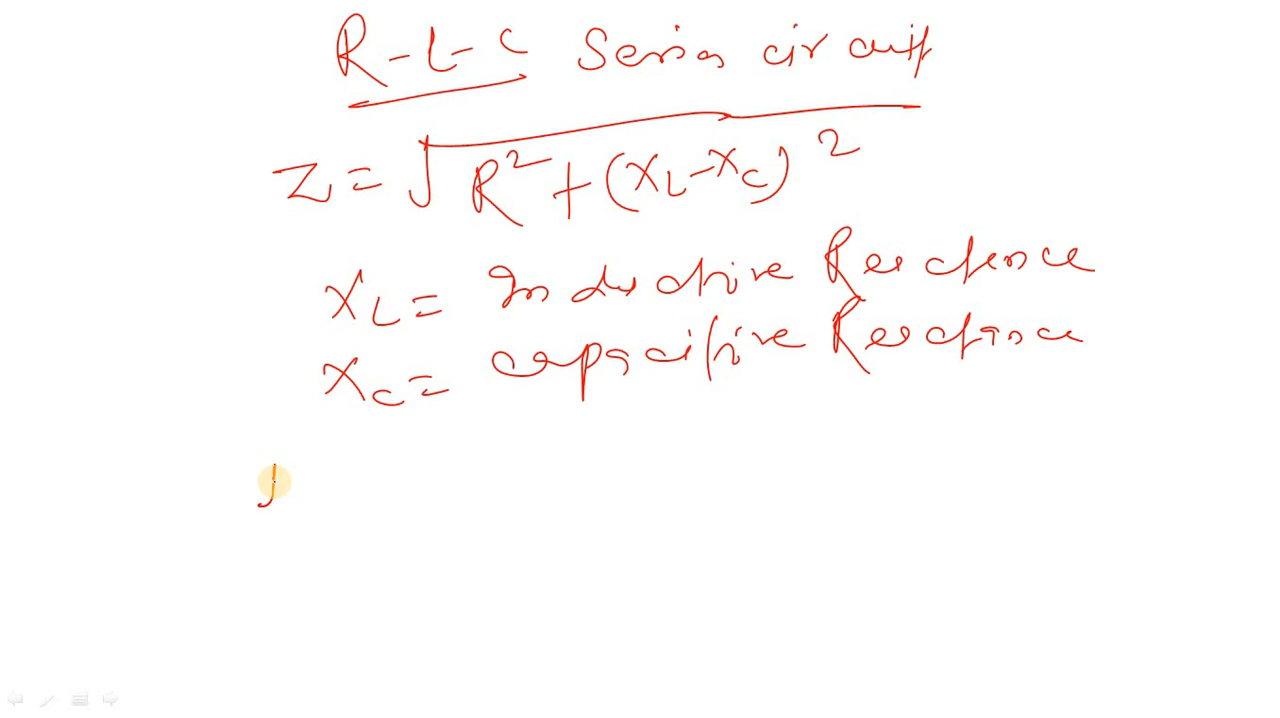 R-L-C Series circuit
Z = √R² + (XL - XC)²
XL = Inductive Reactance
XC = capacitive Reactance